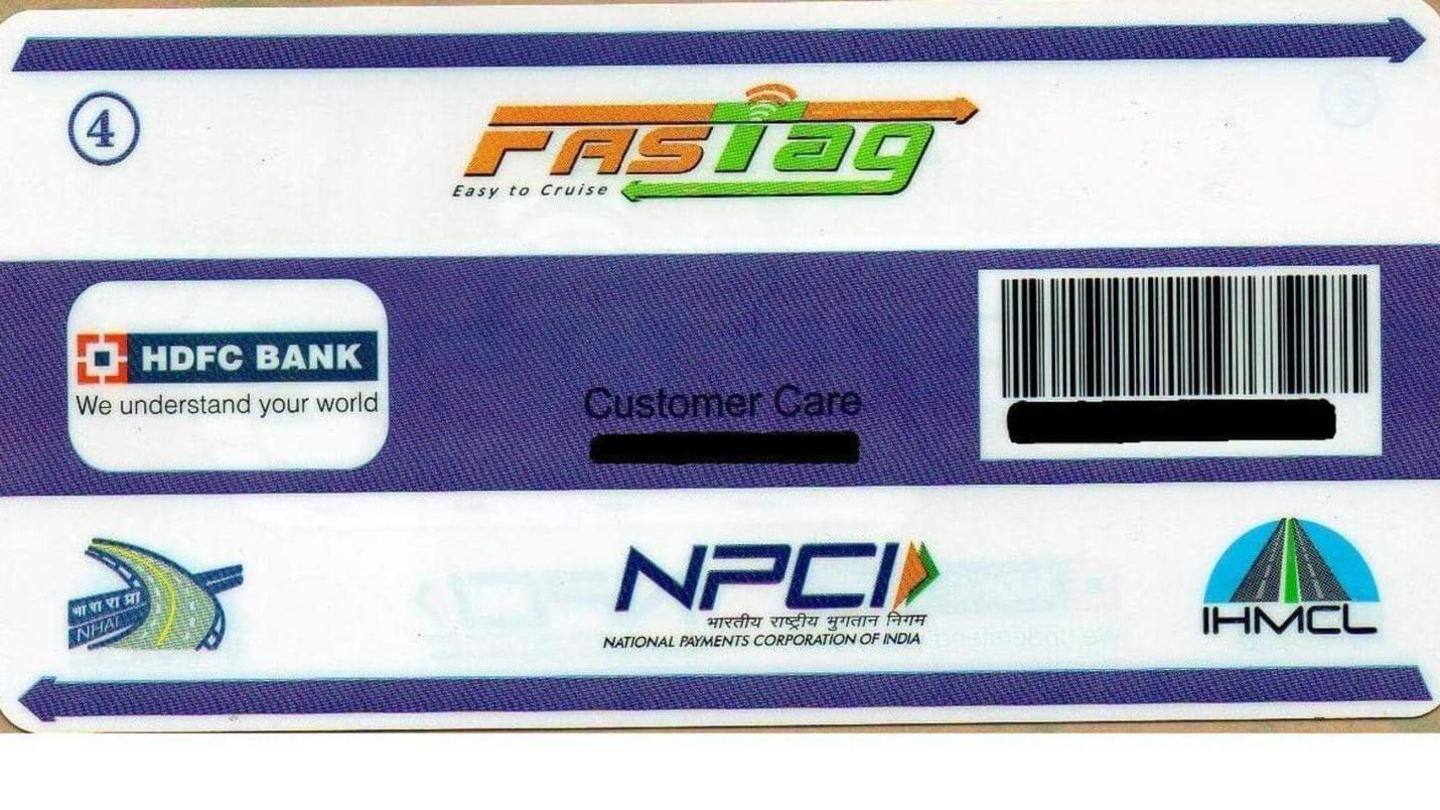 4
FASTag
Easy to Cruise
HDFC BANK
We understand your world
Customer Care
भा रा रा प्रा
NHAI
NPCI
भारतीय राष्ट्रीय भुगतान निगम
NATIONAL PAYMENTS CORPORATION OF INDIA
IHMCL